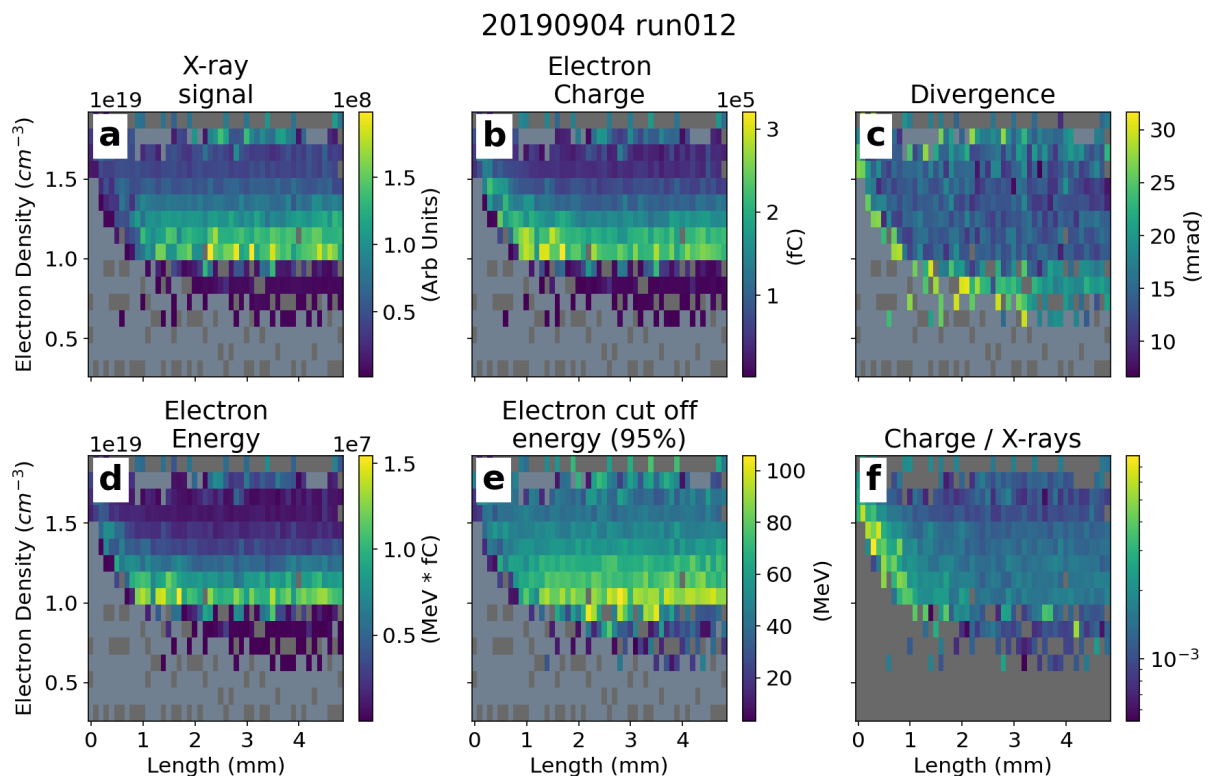 20190904 run012
X-ray
signal
Electron
Charge
Divergence
1e19
1e8
1e5
a
b
c
Electron Density (cm⁻³)
1.5
1.0
0.5
1.5
1.0
0.5
(Arb Units)
3
2
1
(fC)
30
25
20
15
10
(mrad)
Electron
Energy
Electron cut off
energy (95%)
Charge / X-rays
1e19
1e7
d
e
f
Electron Density (cm⁻³)
1.5
1.0
0.5
1.5
1.0
0.5
(MeV * fC)
100
80
60
40
20
(MeV)
10⁻³
0 1 2 3 4
0 1 2 3 4
0 1 2 3 4
Length (mm)
Length (mm)
Length (mm)